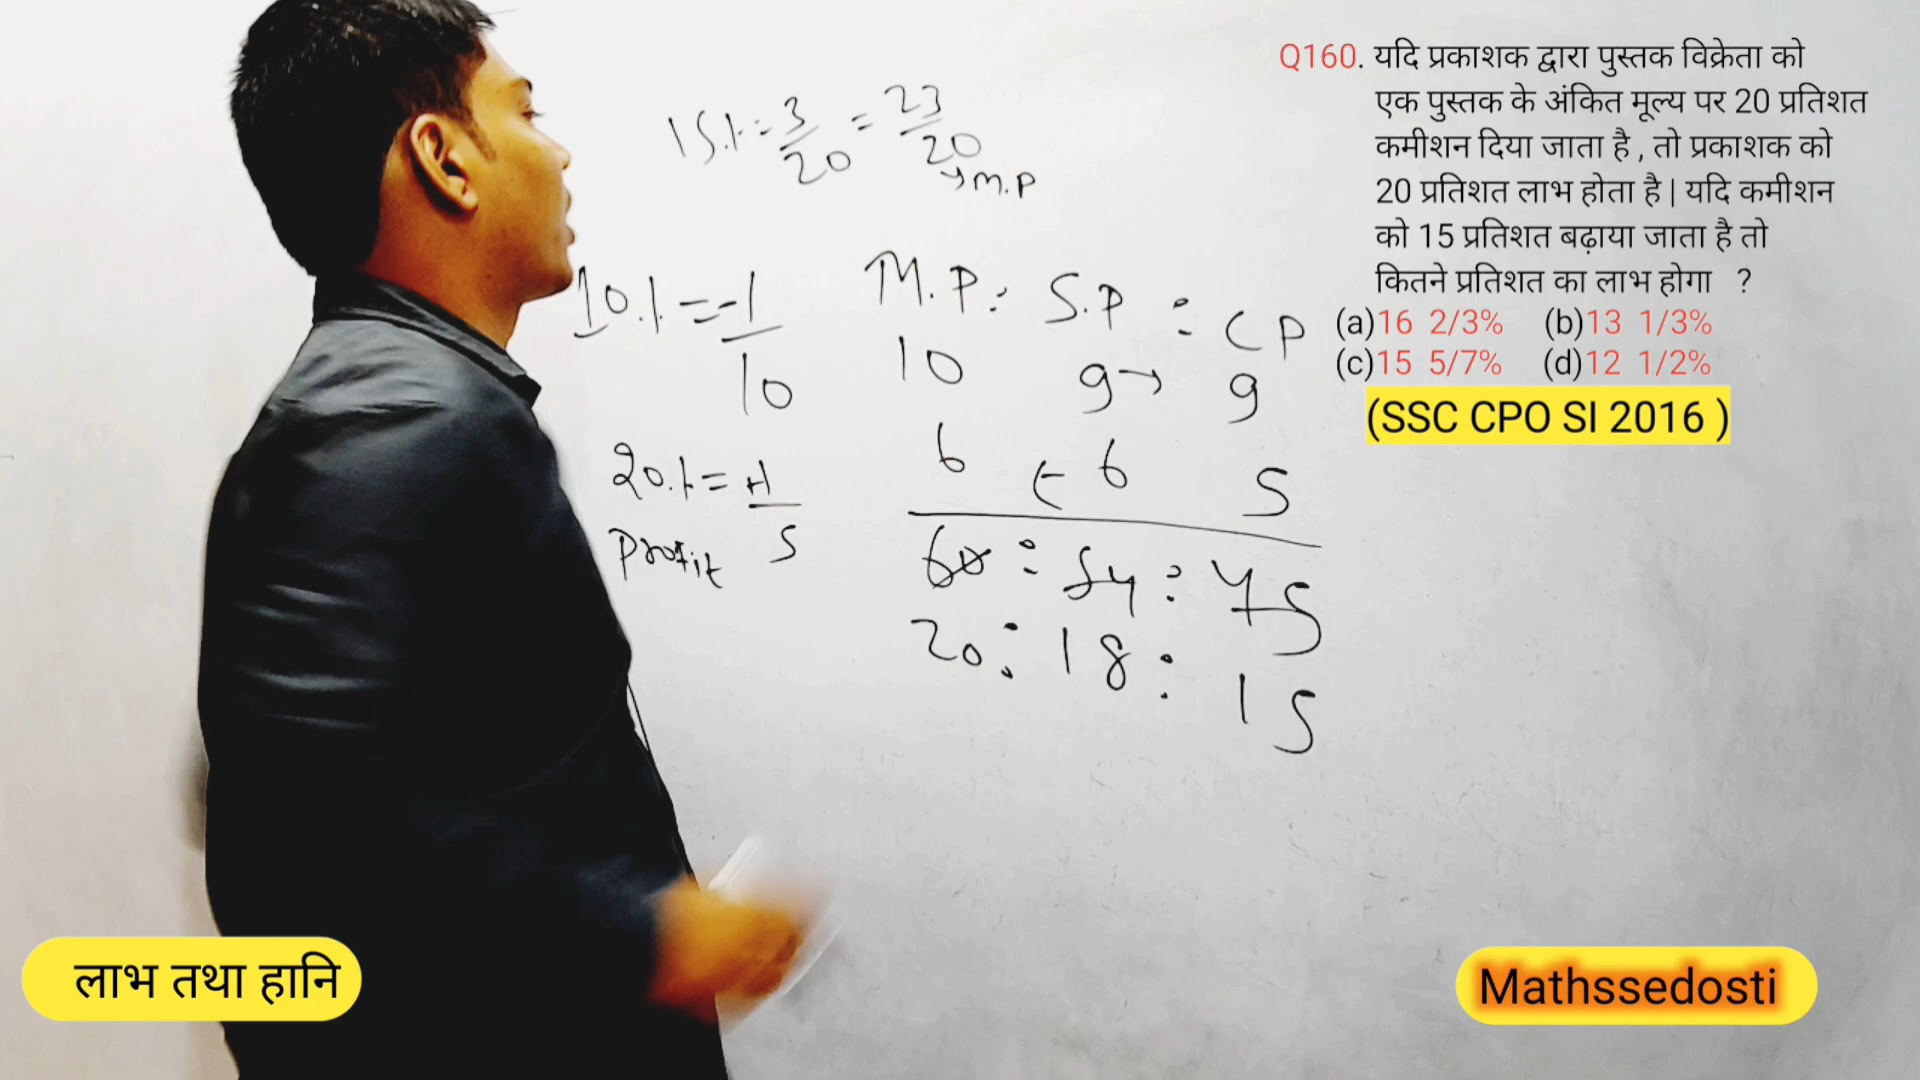 Q160. यदि प्रकाशक द्वारा पुस्तक विक्रेता को
एक पुस्तक के अंकित मूल्य पर 20 प्रतिशत
कमीशन दिया जाता है , तो प्रकाशक को
20 प्रतिशत लाभ होता है | यदि कमीशन
को 15 प्रतिशत बढ़ाया जाता है तो
कितने प्रतिशत का लाभ होगा ?
(a)16 2/3% (b)13 1/3%
(c)15 5/7% (d)12 1/2%
(SSC CPO SI 2016 )
15% = 3/20 = 23/20
→ M.P
10% = -1/10
M.P : S.P : CP
10 9→ 9
20% = +1/5
Profit
6 ← 6 5
60 : 54 : 45
20 : 18 : 15
लाभ तथा हानि
Mathssedosti